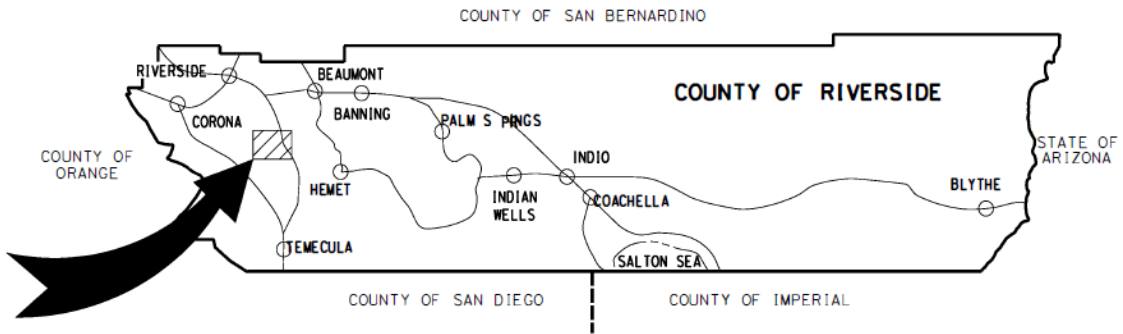 COUNTY OF SAN BERNARDINO
RIVERSIDE
BEAUMONT
COUNTY OF RIVERSIDE
CORONA
BANNING
PALM S PRINGS
STATE OF
ARIZONA
COUNTY OF
ORANGE
INDIO
HEMET
INDIAN
WELLS
COACHELLA
BLYTHE
TEMECULA
SALTON SEA
COUNTY OF SAN DIEGO
COUNTY OF IMPERIAL